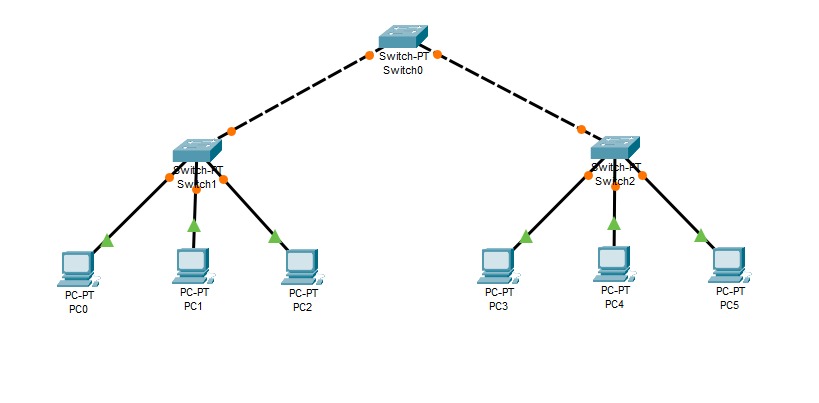 Switch-PT
Switch0
Switch-PT
Switch1
Switch-PT
Switch2
PC-PT
PC0
PC-PT
PC1
PC-PT
PC2
PC-PT
PC3
PC-PT
PC4
PC-PT
PC5